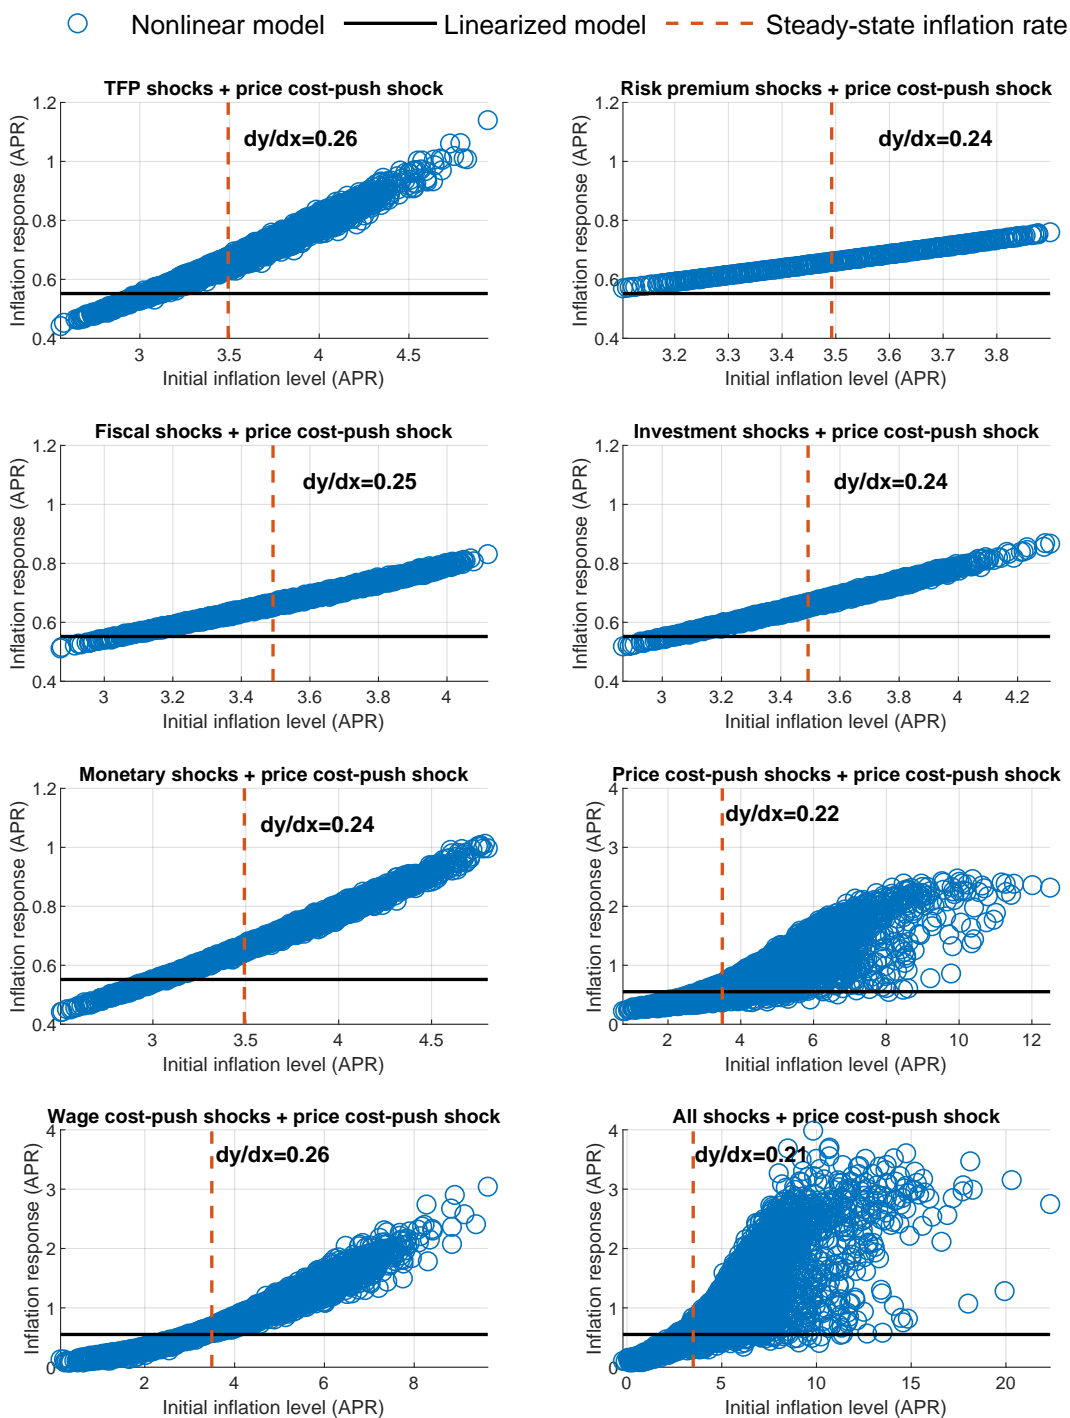 Nonlinear model Linearized model Steady-state inflation rate
TFP shocks + price cost-push shock
Inflation response (APR)
1.2
1
0.8
0.6
0.4
dy/dx=0.26
3 3.5 4 4.5
Initial inflation level (APR)
Risk premium shocks + price cost-push shock
Inflation response (APR)
1.2
1
0.8
0.6
0.4
dy/dx=0.24
3.2 3.3 3.4 3.5 3.6 3.7 3.8
Initial inflation level (APR)
Fiscal shocks + price cost-push shock
Inflation response (APR)
1.2
1
0.8
0.6
0.4
dy/dx=0.25
3 3.2 3.4 3.6 3.8 4
Initial inflation level (APR)
Investment shocks + price cost-push shock
Inflation response (APR)
1.2
1
0.8
0.6
0.4
dy/dx=0.24
3 3.2 3.4 3.6 3.8 4 4.2
Initial inflation level (APR)
Monetary shocks + price cost-push shock
Inflation response (APR)
1.2
1
0.8
0.6
0.4
dy/dx=0.24
3 3.5 4 4.5
Initial inflation level (APR)
Price cost-push shocks + price cost-push shock
Inflation response (APR)
4
3
2
1
0
dy/dx=0.22
2 4 6 8 10 12
Initial inflation level (APR)
Wage cost-push shocks + price cost-push shock
Inflation response (APR)
4
3
2
1
0
dy/dx=0.26
2 4 6 8
Initial inflation level (APR)
All shocks + price cost-push shock
Inflation response (APR)
4
3
2
1
0
dy/dx=0.21
0 5 10 15 20
Initial inflation level (APR)